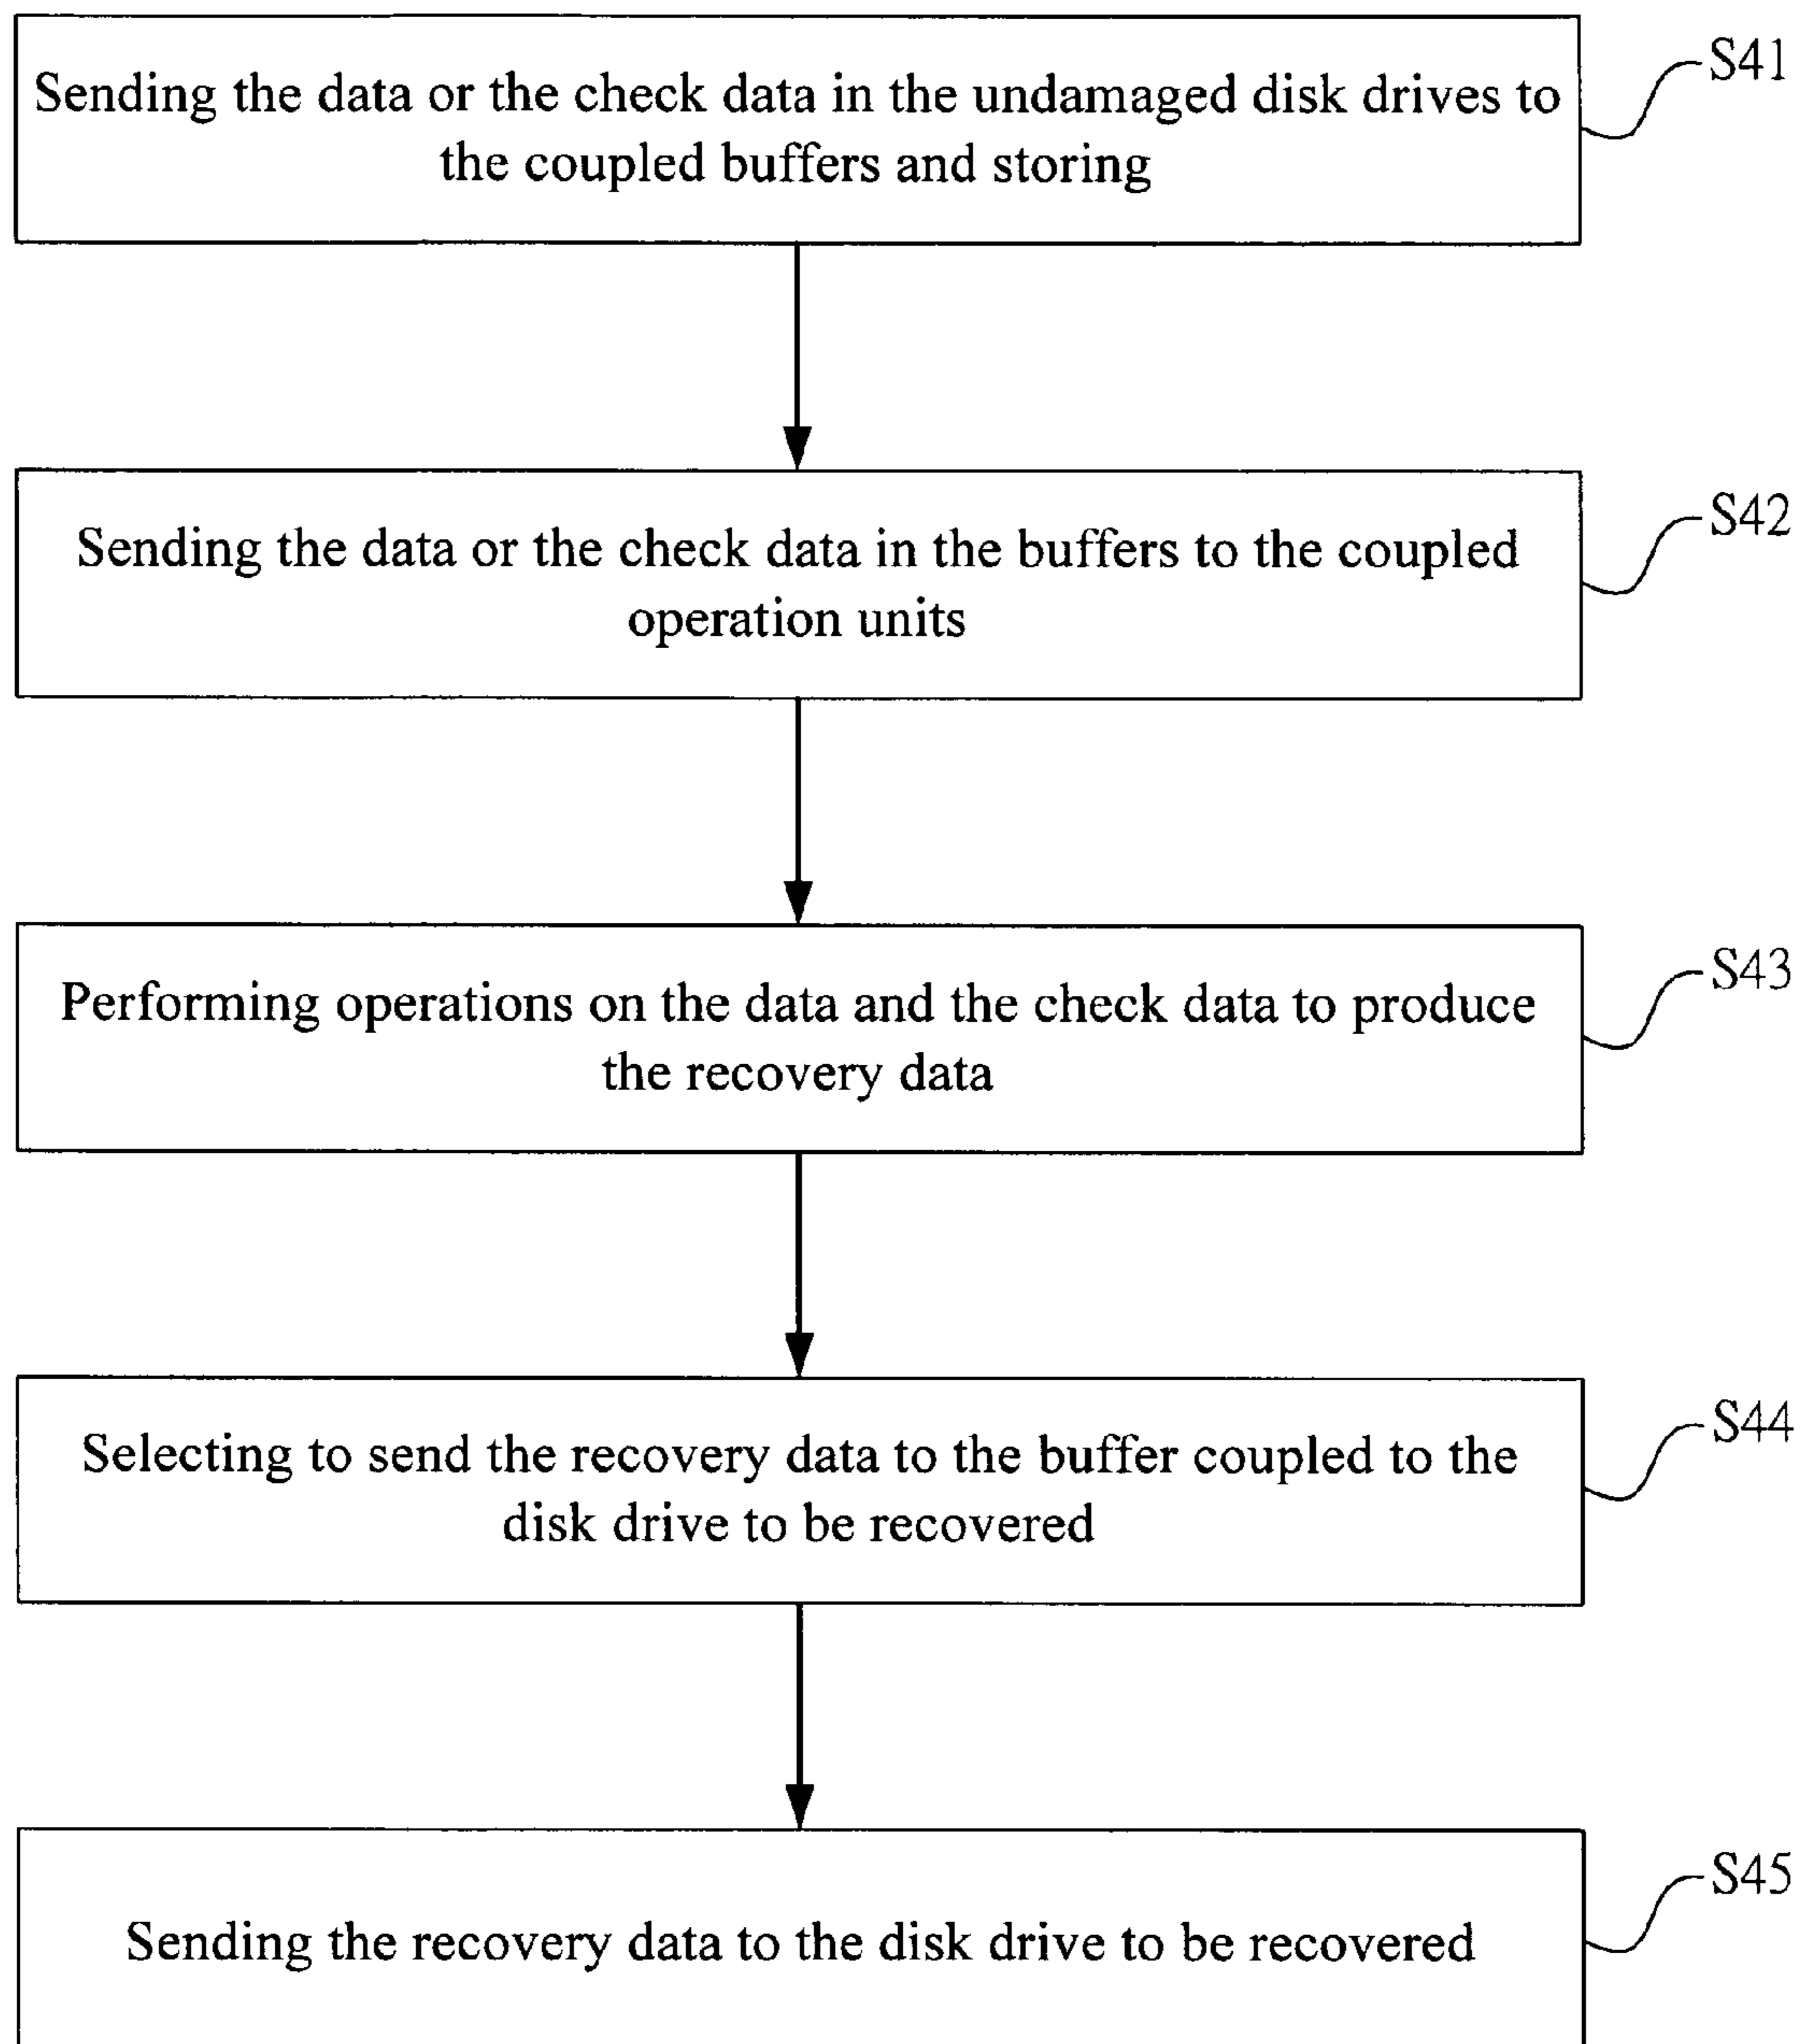 Sending the data or the check data in the undamaged disk drives to
the coupled buffers and storing
S41
Sending the data or the check data in the buffers to the coupled
operation units
S42
Performing operations on the data and the check data to produce
the recovery data
S43
Selecting to send the recovery data to the buffer coupled to the
disk drive to be recovered
S44
Sending the recovery data to the disk drive to be recovered
S45